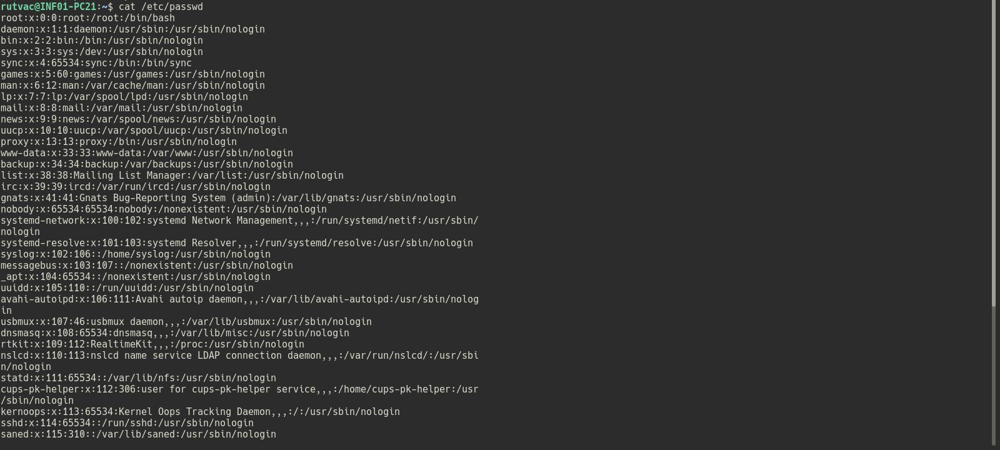 rutvac@INF01-PC21:~$ cat /etc/passwd
root:x:0:0:root:/root:/bin/bash
daemon:x:1:1:daemon:/usr/sbin:/usr/sbin/nologin
bin:x:2:2:bin:/bin:/usr/sbin/nologin
sys:x:3:3:sys:/dev:/usr/sbin/nologin
sync:x:4:65534:sync:/bin:/bin/sync
games:x:5:60:games:/usr/games:/usr/sbin/nologin
man:x:6:12:man:/var/cache/man:/usr/sbin/nologin
lp:x:7:7:lp:/var/spool/lpd:/usr/sbin/nologin
mail:x:8:8:mail:/var/mail:/usr/sbin/nologin
news:x:9:9:news:/var/spool/news:/usr/sbin/nologin
uucp:x:10:10:uucp:/var/spool/uucp:/usr/sbin/nologin
proxy:x:13:13:proxy:/bin:/usr/sbin/nologin
www-data:x:33:33:www-data:/var/www:/usr/sbin/nologin
backup:x:34:34:backup:/var/backups:/usr/sbin/nologin
list:x:38:38:Mailing List Manager:/var/list:/usr/sbin/nologin
irc:x:39:39:ircd:/var/run/ircd:/usr/sbin/nologin
gnats:x:41:41:Gnats Bug-Reporting System (admin):/var/lib/gnats:/usr/sbin/nologin
nobody:x:65534:65534:nobody:/nonexistent:/usr/sbin/nologin
systemd-network:x:100:102:systemd Network Management,,,:/run/systemd/netif:/usr/sbin/
nologin
systemd-resolve:x:101:103:systemd Resolver,,,:/run/systemd/resolve:/usr/sbin/nologin
syslog:x:102:106::/home/syslog:/usr/sbin/nologin
messagebus:x:103:107::/nonexistent:/usr/sbin/nologin
_apt:x:104:65534::/nonexistent:/usr/sbin/nologin
uuidd:x:105:110::/run/uuidd:/usr/sbin/nologin
avahi-autoipd:x:106:111:Avahi autoip daemon,,,:/var/lib/avahi-autoipd:/usr/sbin/nolog
in
usbmux:x:107:46:usbmux daemon,,,:/var/lib/usbmux:/usr/sbin/nologin
dnsmasq:x:108:65534:dnsmasq,,,:/var/lib/misc:/usr/sbin/nologin
rtkit:x:109:112:RealtimeKit,,,:/proc:/usr/sbin/nologin
nslcd:x:110:113:nslcd name service LDAP connection daemon,,,:/var/run/nslcd/:/usr/sbi
n/nologin
statd:x:111:65534::/var/lib/nfs:/usr/sbin/nologin
cups-pk-helper:x:112:306:user for cups-pk-helper service,,,:/home/cups-pk-helper:/usr
/sbin/nologin
kernoops:x:113:65534:Kernel Oops Tracking Daemon,,,:/:/usr/sbin/nologin
sshd:x:114:65534::/run/sshd:/usr/sbin/nologin
saned:x:115:310::/var/lib/saned:/usr/sbin/nologin